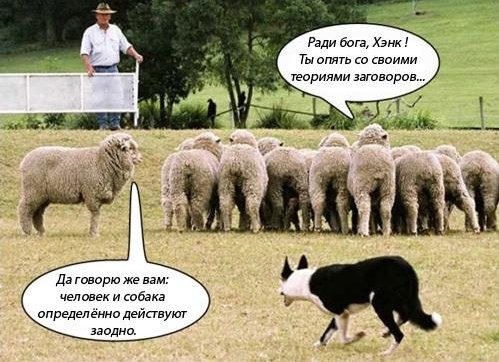 Ради бога, Хэнк !
Ты опять со своими
теориями заговоров...
Да говорю же вам:
человек и собака
определённо действуют
заодно.